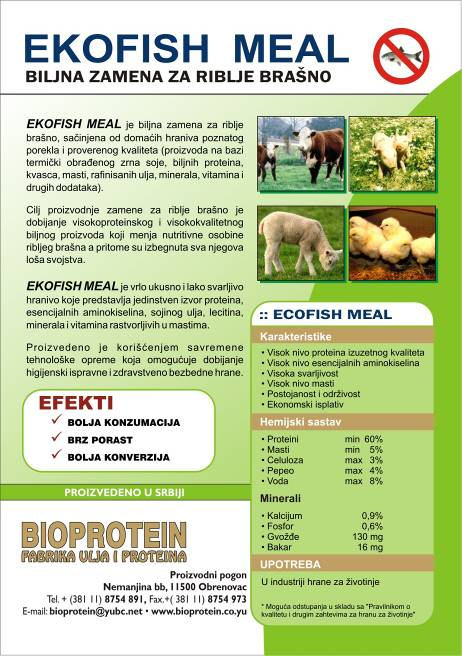 EKOFISH MEAL
BILJNA ZAMENA ZA RIBLJE BRAŠNO
EKOFISH MEAL je biljna zamena za riblje
brašno, sačinjena od domaćih hraniva poznatog
porekla i proverenog kvaliteta (proizvoda na bazi
termički obrađenog zrna soje, biljnih proteina,
kvasca, masti, rafinisanih ulja, minerala, vitamina i
drugih dodataka).
Cilj proizvodnje zamene za riblje brašno je
dobijanje visokoproteinskog i visokokvalitetnog
biljnog proizvoda koji menja nutritivne osobine
ribljeg brašna a pritome su izbegnuta sva njegova
loša svojstva.
EKOFISH MEAL je vrlo ukusno i lako svarljivo
hranivo koje predstavlja jedinstven izvor proteina,
esencijalnih aminokiselina, sojinog ulja, lecitina,
minerala i vitamina rastvorljivih u mastima.
Proizvedeno je korišćenjem savremene
tehnološke opreme koja omogućuje dobijanje
higijenski ispravne i zdravstveno bezbedne hrane.
EFEKTI
✓ BOLJA KONZUMACIJA
✓ BRZ PORAST
✓ BOLJA KONVERZIJA
PROIZVEDENO U SRBIJI
BIOPROTEIN
FABRIKA ULJA I PROTEINA
Proizvodni pogon
Nemanjina bb, 11500 Obrenovac
Tel. + (381 11) 8754 891, Fax.+( 381 11) 8754 973
E-mail: bioprotein@yubc.net • www.bioprotein.co.yu
:: ECOFISH MEAL
Karakteristike
• Visok nivo proteina izuzetnog kvaliteta
• Visok nivo esencijalnih aminokiselina
• Visoka svarljivost
• Visok nivo masti
• Postojanost i održivost
• Ekonomski isplativ
Hemijski sastav
• Proteini min 60%
• Masti min 5%
• Celuloza max 3%
• Pepeo max 4%
• Voda max 8%
Minerali
• Kalcijum 0,9%
• Fosfor 0,6%
• Gvožđe 130 mg
• Bakar 16 mg
UPOTREBA
U industriji hrane za životinje
* Moguća odstupanja u skladu sa "Pravilnikom o
kvalitetu i drugim zahtevima za hranu za životinje"